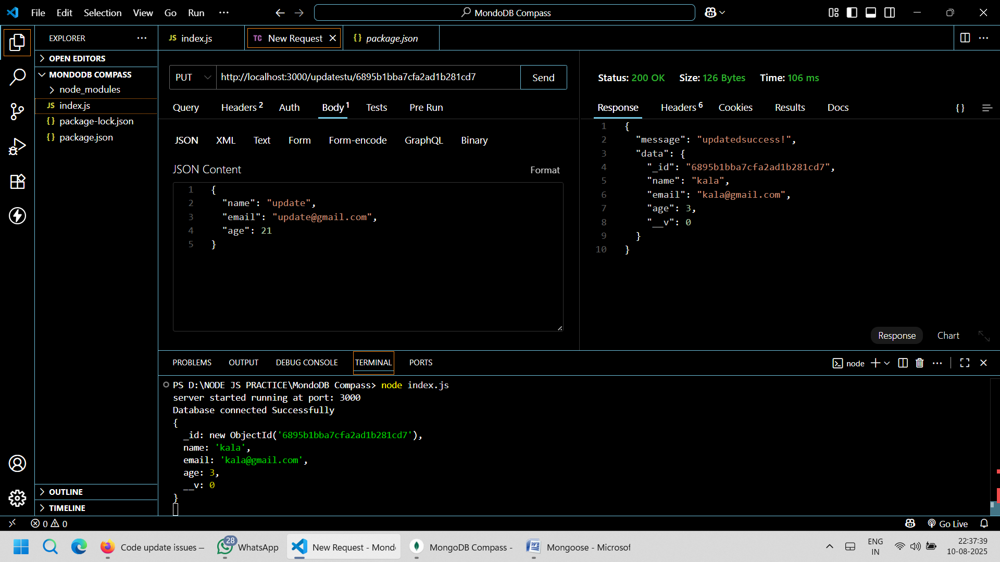 File Edit Selection View Go Run ···
MondoDB Compass
EXPLORER ···
OPEN EDITORS
MONDODB COMPASS
node_modules
JS index.js
{} package-lock.json
{} package.json
OUTLINE
TIMELINE
JS index.js
TC New Request
{} package.json
PUT http://localhost:3000/updatestu/6895b1bba7cfa2ad1b281cd7 Send
Query Headers 2 Auth Body 1 Tests Pre Run
JSON XML Text Form Form-encode GraphQL Binary
JSON Content Format
1 {
2 "name": "update",
3 "email": "update@gmail.com",
4 "age": 21
5 }
Status: 200 OK Size: 126 Bytes Time: 106 ms
Response Headers 6 Cookies Results Docs {}
1 {
2 "message": "updatedsuccess!",
3 "data": {
4 "_id": "6895b1bba7cfa2ad1b281cd7",
5 "name": "kala",
6 "email": "kala@gmail.com",
7 "age": 3,
8 "__v": 0
9 }
10 }
Response Chart
PROBLEMS OUTPUT DEBUG CONSOLE TERMINAL PORTS
node
PS D:\NODE JS PRACTICE\MondoDB Compass> node index.js
server started running at port: 3000
Database connected Successfully
{
_id: new ObjectId('6895b1bba7cfa2ad1b281cd7'),
name: 'kala',
email: 'kala@gmail.com',
age: 3,
__v: 0
}
0 0
Go Live
Code update issues —
28
WhatsApp
New Request - Mond
MongoDB Compass -
Mongoose - Microsof
ENG
IN
22:37:39
10-08-2025